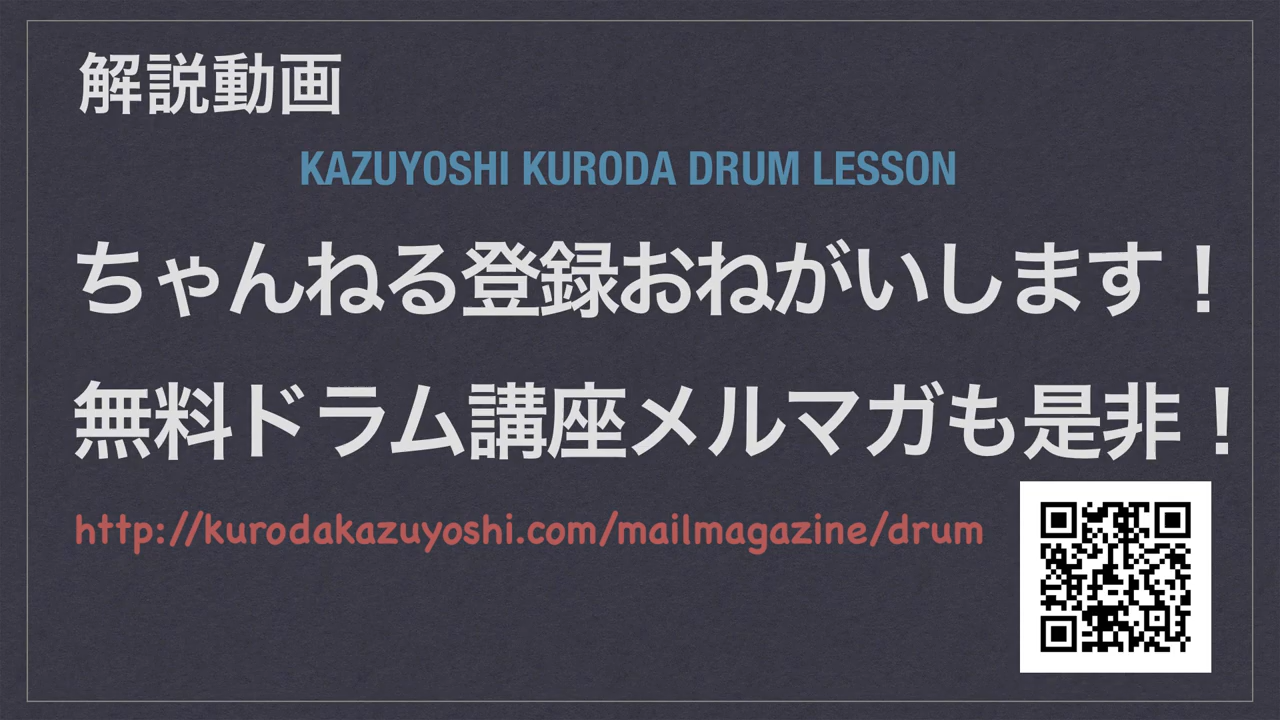 解説動画
KAZUYOSHI KURODA DRUM LESSON
ちゃんねる登録おねがいします！
無料ドラム講座メルマガも是非！
http://kurodakazuyoshi.com/mailmagazine/drum